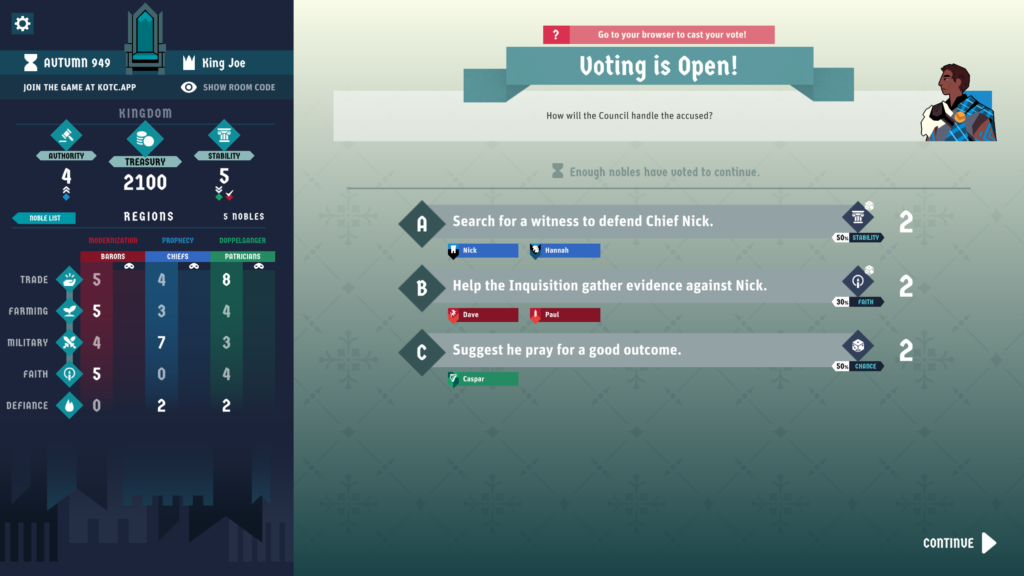 AUTUMN 949
King Joe
JOIN THE GAME AT KOTC.APP
SHOW ROOM CODE
KINGDOM
AUTHORITY
TREASURY
STABILITY
4
2100
5
NOBLE LIST
REGIONS
5 NOBLES
MODERNIZATION
PROPHECY
DOPPELGANGER
BARONS
CHIEFS
PATRICIANS
TRADE 5 4 8
FARMING 5 3 4
MILITARY 4 7 3
FAITH 5 0 4
DEFIANCE 0 2 2
? Go to your browser to cast your vote!
Voting is Open!
How will the Council handle the accused?
Enough nobles have voted to continue.
A Search for a witness to defend Chief Nick. 2
50% STABILITY
Nick Hannah
B Help the Inquisition gather evidence against Nick. 2
30% FAITH
Dave Paul
C Suggest he pray for a good outcome. 2
50% CHANCE
Caspar
CONTINUE